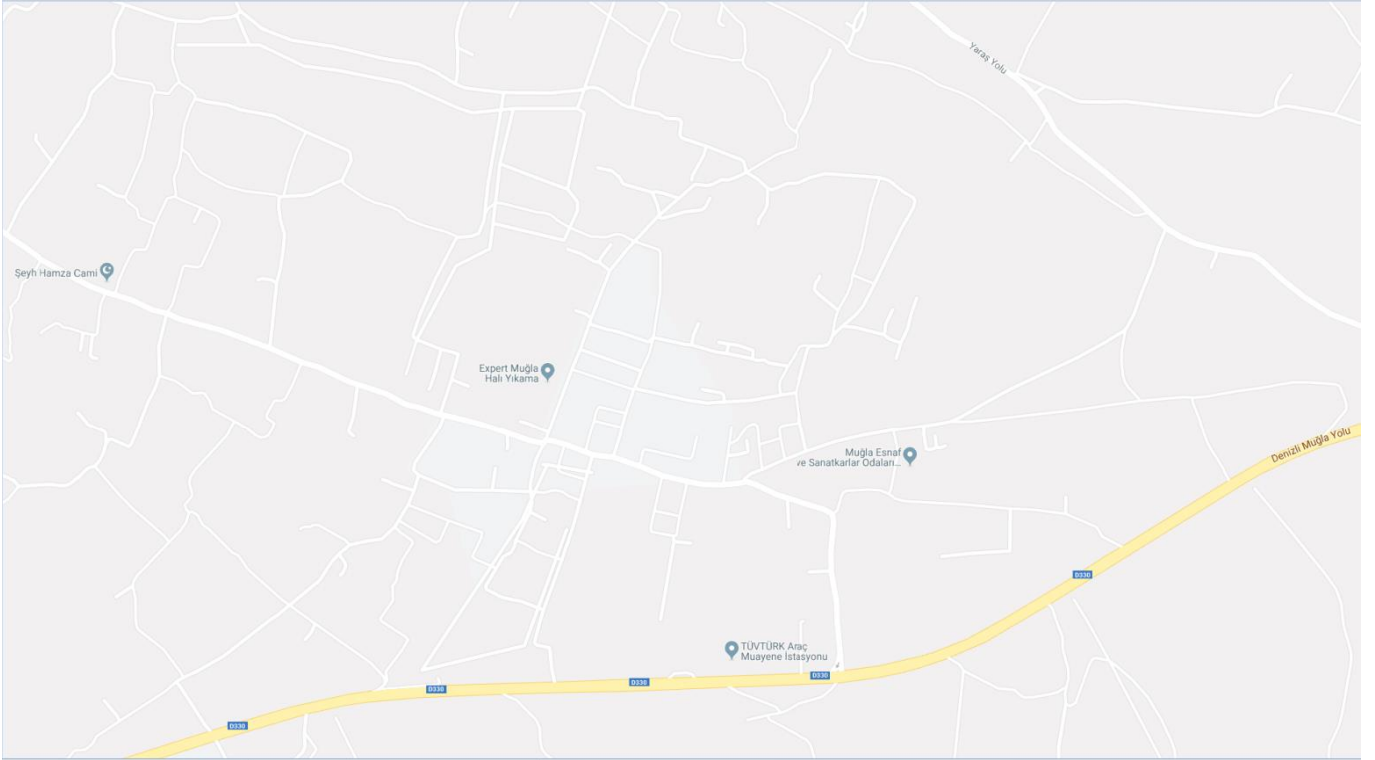 Yaraş Yolu
Şeyh Hamza Cami
Expert Muğla
Halı Yıkama
Denizli Muğla Yolu
Muğla Esnaf
ve Sanatkarlar Odaları...
D330
TÜVTÜRK Araç
Muayene İstasyonu
D330
D330
D330
D330